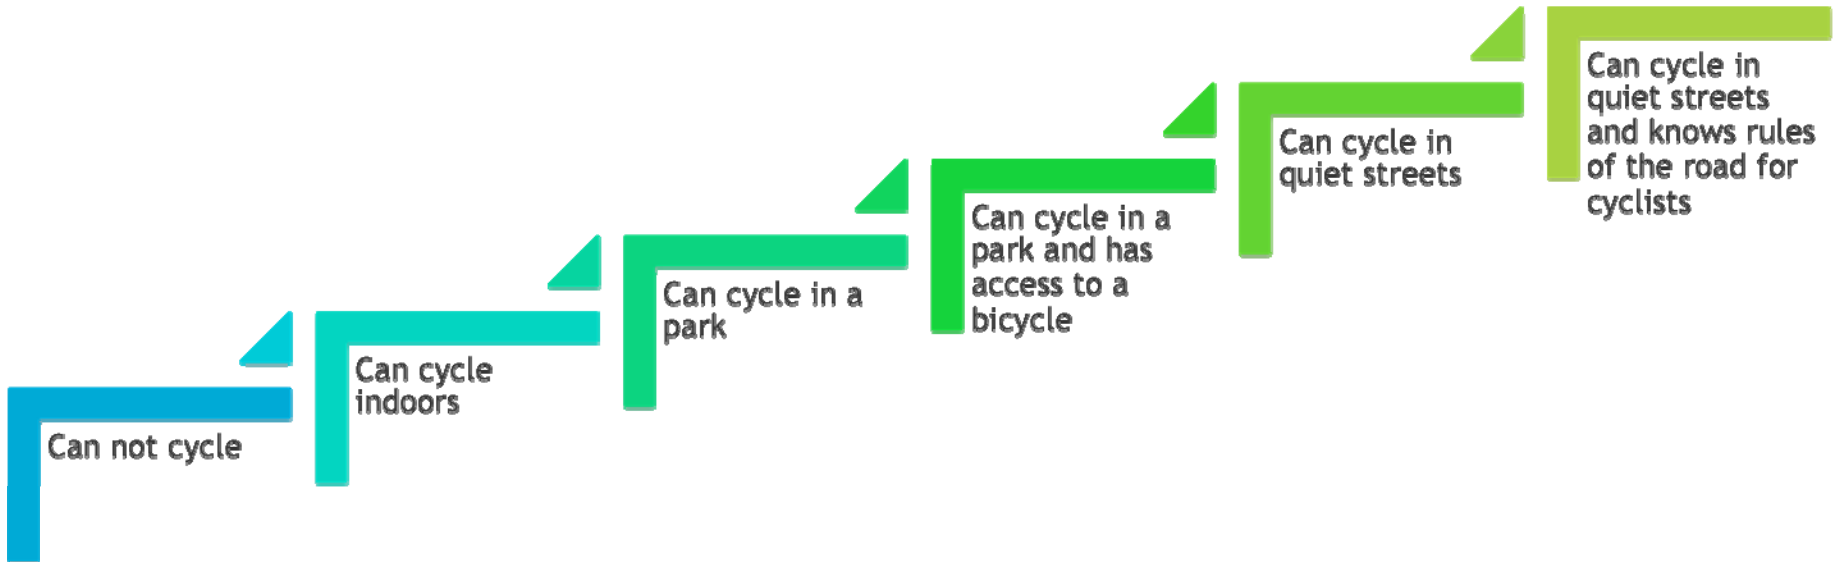 Can not cycle
Can cycle
indoors
Can cycle in a
park
Can cycle in a
park and has
access to a
bicycle
Can cycle in
quiet streets
Can cycle in
quiet streets
and knows rules
of the road for
cyclists